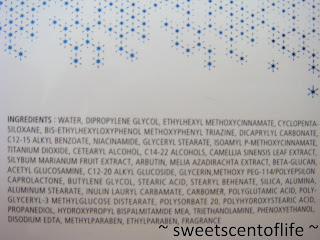 INGREDIENTS : WATER, DIPROPYLENE GLYCOL, ETHYLHEXYL METHOXYCINNAMATE, CYCLOPENTA-
SILOXANE, BIS-ETHYLHEXYLOXYPHENOL METHOXYPHENYL TRIAZINE, DICAPRYLYL CARBONATE,
C12-15 ALKYL BENZOATE, NIACINAMIDE, GLYCERYL STEARATE, ISOAMYL P-METHOXYCINNAMATE,
TITANIUM DIOXIDE, CETEARYL ALCOHOL, C14-22 ALCOHOLS, CAMELLIA SINENSIS LEAF EXTRACT,
SILYBUM MARIANUM FRUIT EXTRACT, ARBUTIN, MELIA AZADIRACHTA EXTRACT, BETA-GLUCAN,
ACETYL GLUCOSAMINE, C12-20 ALKYL GLUCOSIDE, GLYCERIN, METHOXY PEG-114/POLYEPSILON
CAPROLACTONE, BUTYLENE GLYCOL, STEARIC ACID, STEARYL BEHENATE, SILICA, ALUMINA,
ALUMINUM STEARATE, INULIN LAURYL CARBAMATE, CARBOMER, POLYGLUTAMIC ACID, POLY-
GLYCERYL-3 METHYLGLUCOSE DISTEARATE, POLYSORBATE 20, POLYHYDROXYSTEARIC ACID,
PROPANEDIOL, HYDROXYPROPYL BISPALMITAMIDE MEA, TRIETHANOLAMINE, PHENOXYETHANOL,
DISODIUM EDTA, METHYLPARABEN, ETHYLPARABEN, FRAGRANCE
~ sweetscentoflife ~